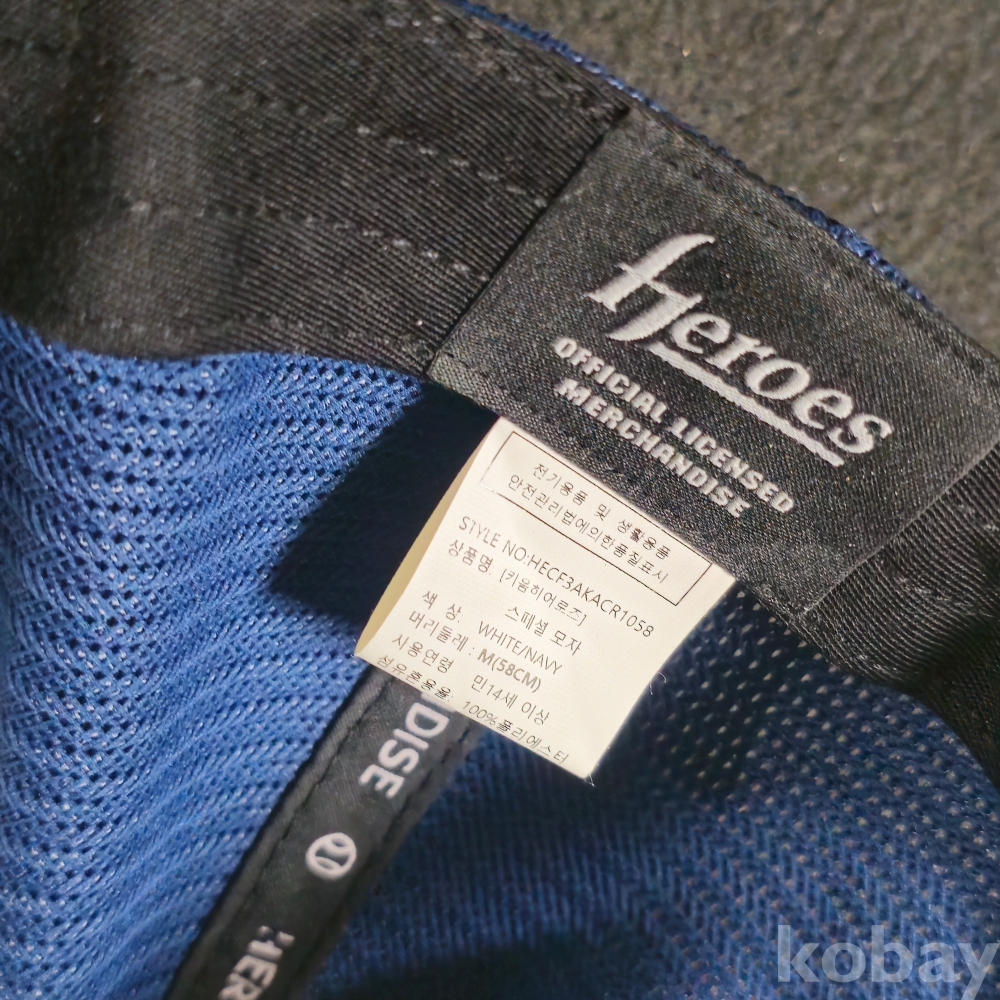 Heroes
OFFICIAL LICENSED
MERCHANDISE
전기용품 및 생활용품
안전관리법에의한품질표시
STYLE NO:HECF3AKACR1058
상품명 : [키움히어로즈]
스페셜 모자
색 상: WHITE/NAVY
머리둘레 : M(58CM)
사용연령 만14세 이상
섬유혼용율: 100%폴리에스터
DISE
HER
kobay